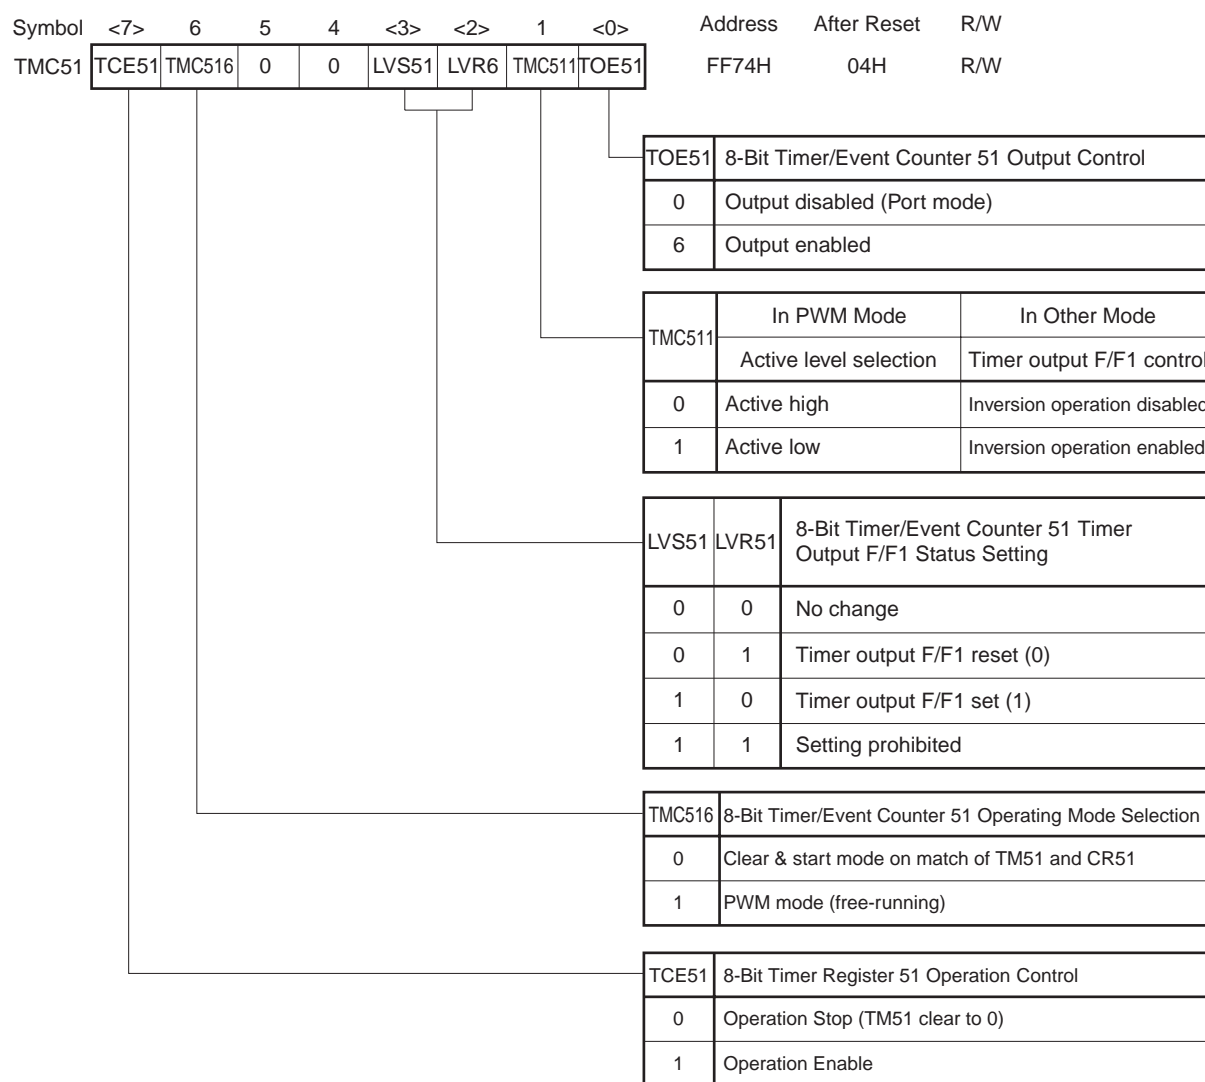 Symbol <7> 6 5 4 <3> <2> 1 <0> Address After Reset R/W
TMC51 TCE51 TMC516 0 0 LVS51 LVR6 TMC511 TOE51 FF74H 04H R/W
TOE51 8-Bit Timer/Event Counter 51 Output Control
0 Output disabled (Port mode)
6 Output enabled
TMC511 In PWM Mode In Other Mode
Active level selection Timer output F/F1 control
0 Active high Inversion operation disabled
1 Active low Inversion operation enabled
LVS51 LVR51 8-Bit Timer/Event Counter 51 Timer
Output F/F1 Status Setting
0 0 No change
0 1 Timer output F/F1 reset (0)
1 0 Timer output F/F1 set (1)
1 1 Setting prohibited
TMC516 8-Bit Timer/Event Counter 51 Operating Mode Selection
0 Clear & start mode on match of TM51 and CR51
1 PWM mode (free-running)
TCE51 8-Bit Timer Register 51 Operation Control
0 Operation Stop (TM51 clear to 0)
1 Operation Enable